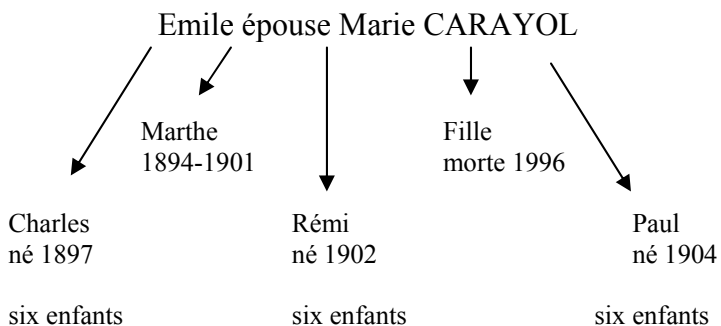 Emile épouse Marie CARAYOL
Marthe
1894-1901
Fille
morte 1996
Charles
né 1897
six enfants
Rémi
né 1902
six enfants
Paul
né 1904
six enfants